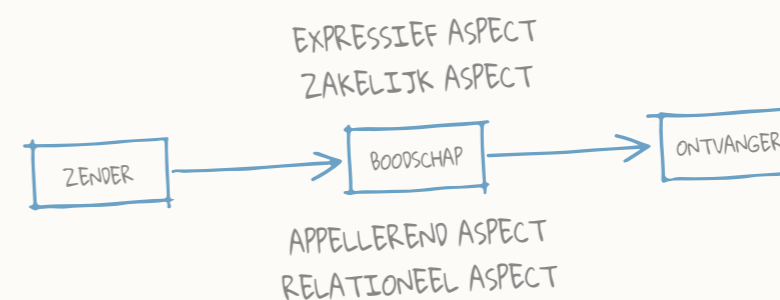 EXPRESSIEF ASPECT
ZAKELIJK ASPECT
ZENDER
BOODSCHAP
ONTVANGER
APPELLEREND ASPECT
RELATIONEEL ASPECT